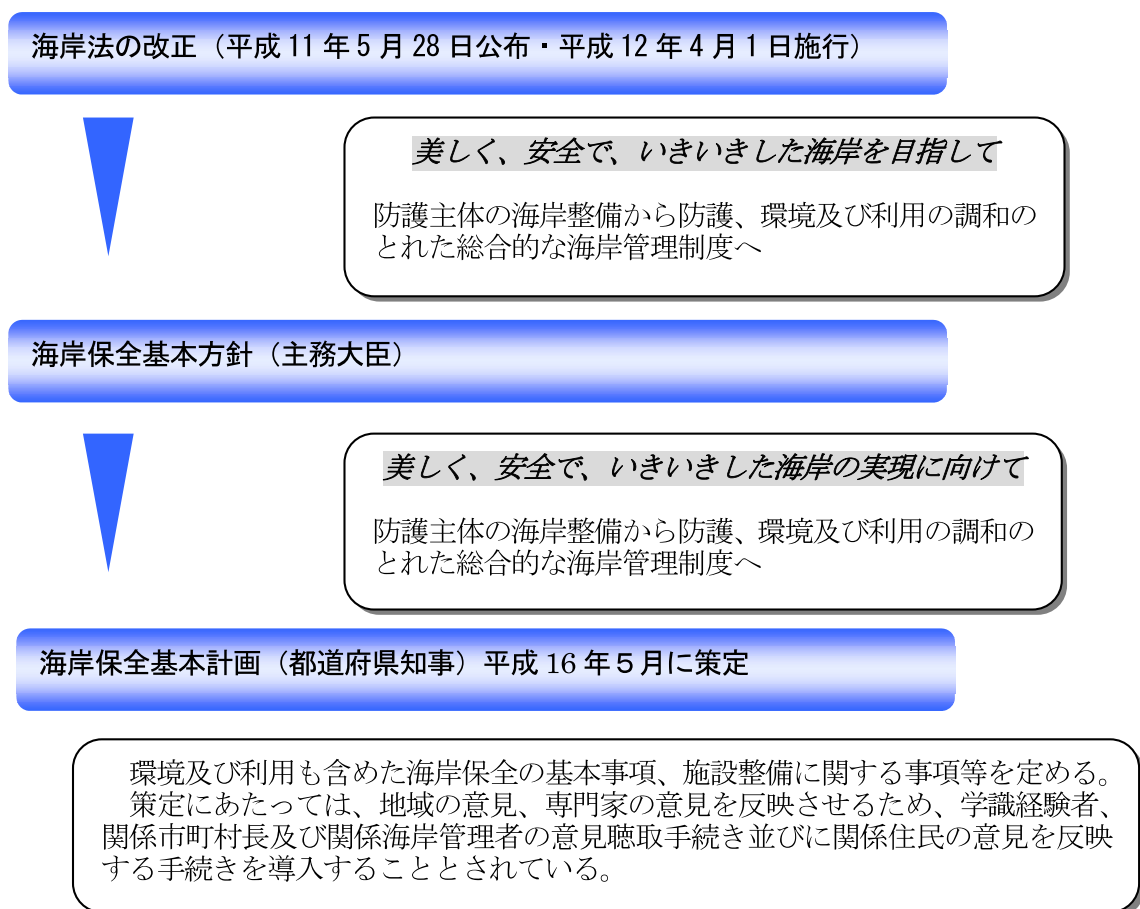 海岸法の改正（平成 11 年 5 月 28 日公布・平成 12 年 4 月 1 日施行）
美しく、安全で、いきいきした海岸を目指して
防護主体の海岸整備から防護、環境及び利用の調和の
とれた総合的な海岸管理制度へ
海岸保全基本方針（主務大臣）
美しく、安全で、いきいきした海岸の実現に向けて
防護主体の海岸整備から防護、環境及び利用の調和の
とれた総合的な海岸管理制度へ
海岸保全基本計画（都道府県知事）平成 16 年５月に策定
環境及び利用も含めた海岸保全の基本事項、施設整備に関する事項等を定める。
策定にあたっては、地域の意見、専門家の意見を反映させるため、学識経験者、
関係市町村長及び関係海岸管理者の意見聴取手続き並びに関係住民の意見を反映
する手続きを導入することとされている。